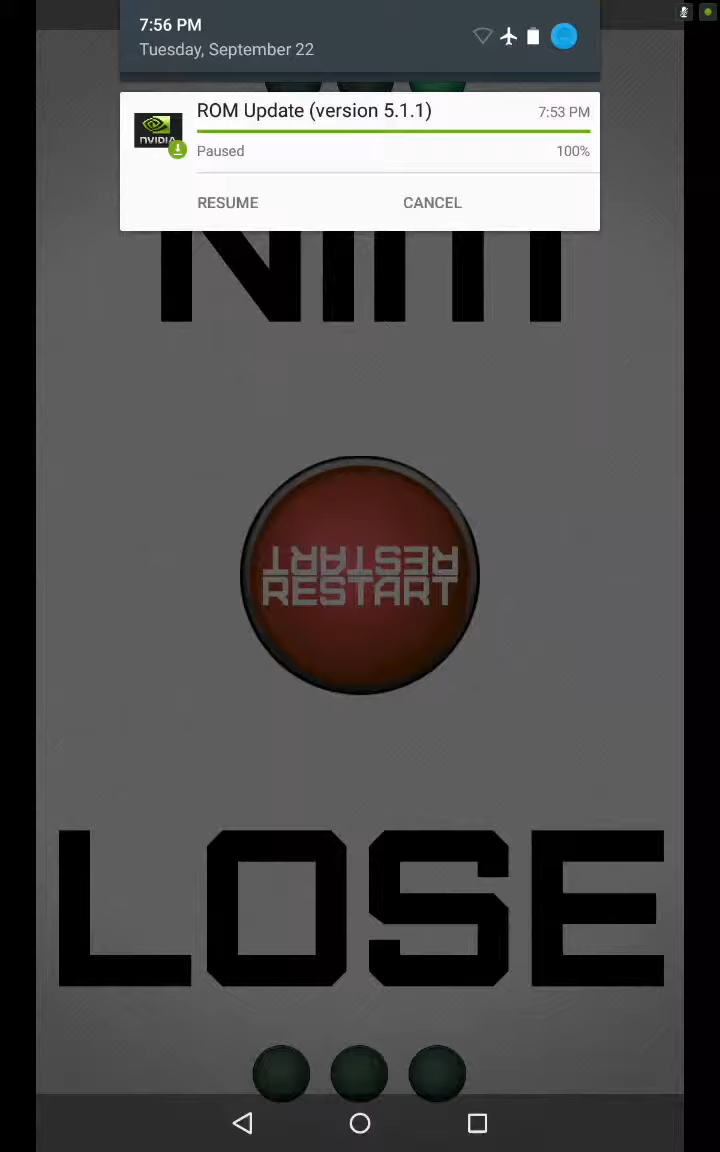 7:56 PM
Tuesday, September 22
ROM Update (version 5.1.1)
7:53 PM
NVIDIA
Paused
100%
RESUME
CANCEL
RESTART
RESTART
LOSE